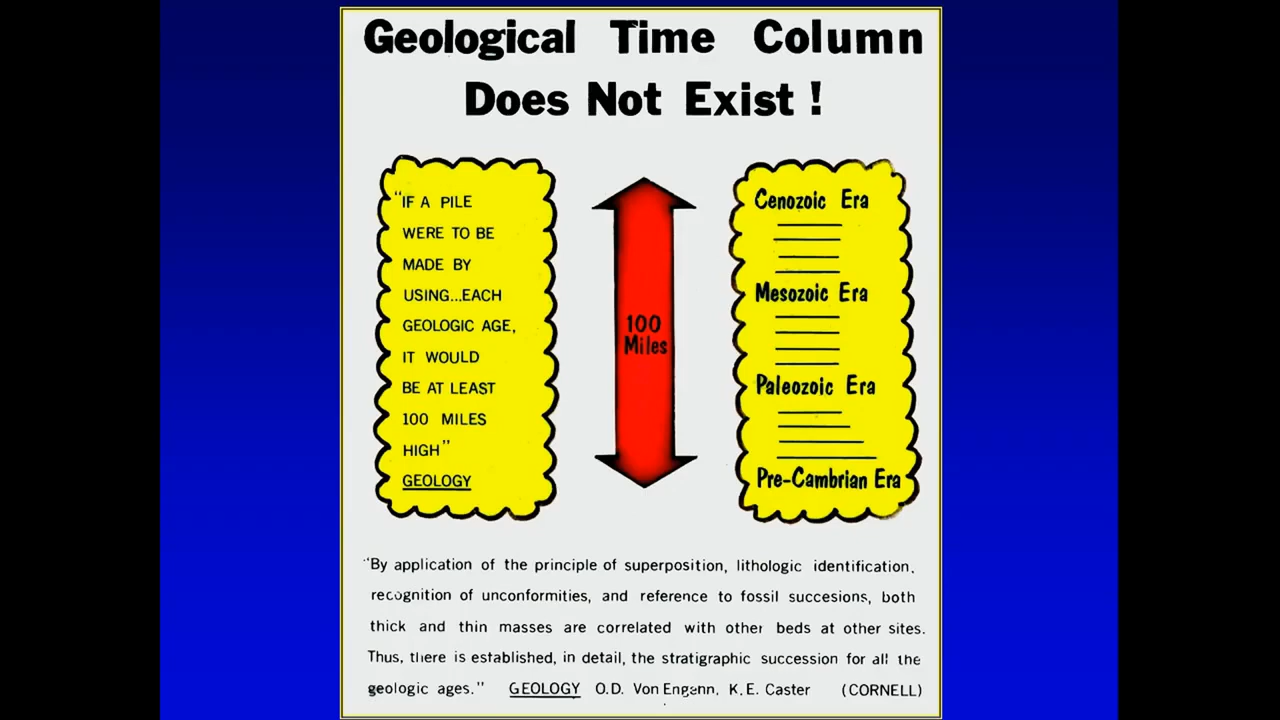 Geological Time Column
Does Not Exist !
"IF A PILE
WERE TO BE
MADE BY
USING...EACH
GEOLOGIC AGE,
IT WOULD
BE AT LEAST
100 MILES
HIGH"
GEOLOGY
100
Miles
Cenozoic Era
Mesozoic Era
Paleozoic Era
Pre-Cambrian Era
"By application of the principle of superposition, lithologic identification,
recognition of unconformities, and reference to fossil succesions, both
thick and thin masses are correlated with other beds at other sites.
Thus, there is established, in detail, the stratigraphic succession for all the
geologic ages." GEOLOGY O.D. Von Engenn, K.E. Caster (CORNELL)